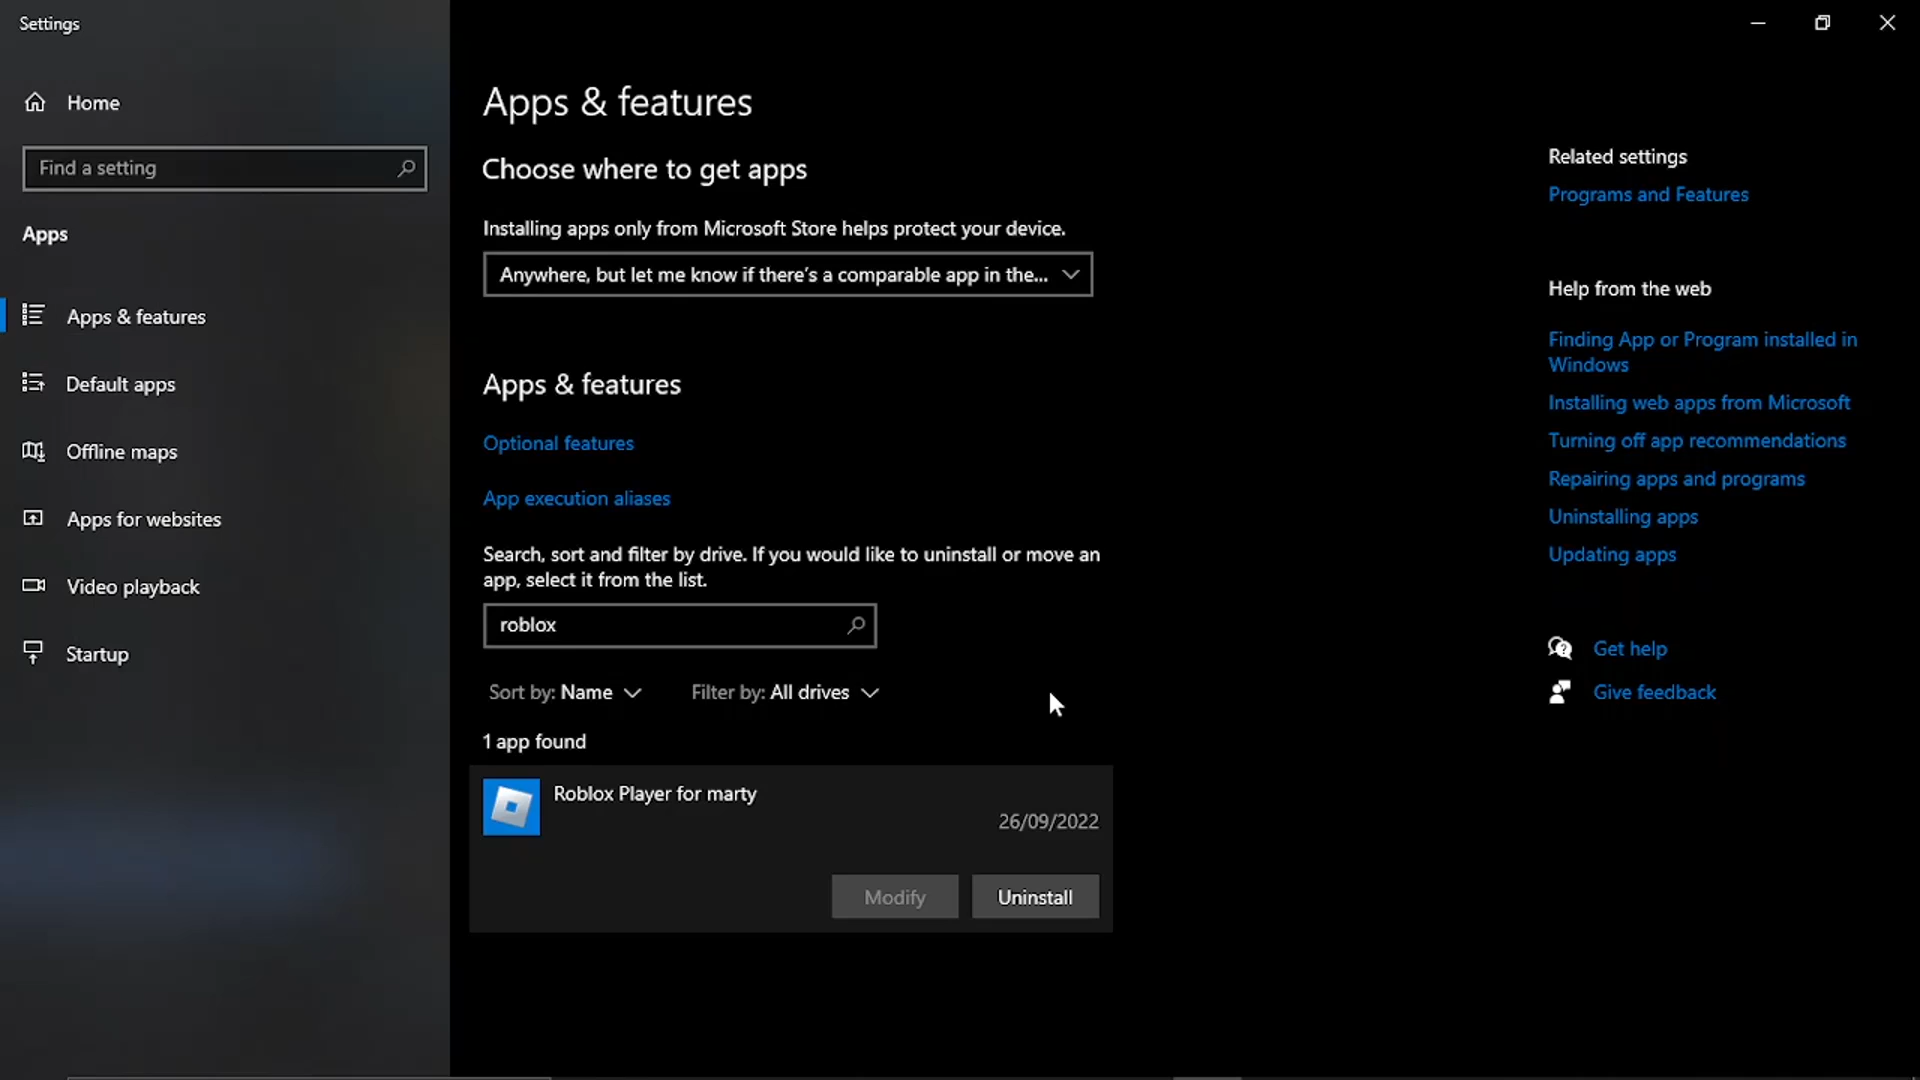 Settings
Home
Find a setting
Apps
Apps & features
Default apps
Offline maps
Apps for websites
Video playback
Startup
Apps & features
Choose where to get apps
Installing apps only from Microsoft Store helps protect your device.
Anywhere, but let me know if there's a comparable app in the...
Apps & features
Optional features
App execution aliases
Search, sort and filter by drive. If you would like to uninstall or move an
app, select it from the list.
roblox
Sort by: Name Filter by: All drives
1 app found
Roblox Player for marty
26/09/2022
Modify Uninstall
Related settings
Programs and Features
Help from the web
Finding App or Program installed in
Windows
Installing web apps from Microsoft
Turning off app recommendations
Repairing apps and programs
Uninstalling apps
Updating apps
Get help
Give feedback